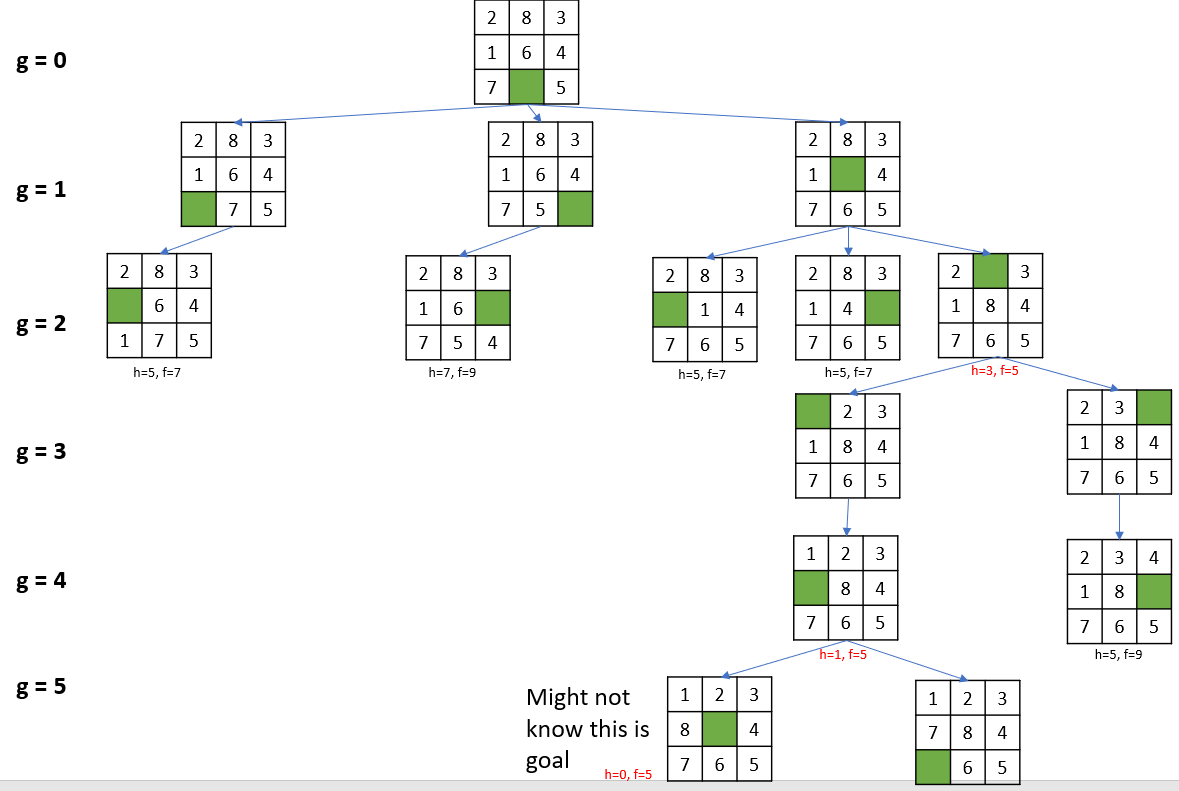 2 8 3
g = 0
1 6 4
7 5
2 8 3
2 8 3
2 8 3
g = 1
1 6 4
1 6 4
1 4
7 5
7 5
7 6 5
g = 2
2 8 3
6 4
1 7 5
h=5, f=7
2 8 3
1 6
7 5 4
h=7, f=9
2 8 3
1 4
7 6 5
h=5, f=7
2 8 3
1 4
7 6 5
h=5, f=7
2 3
1 8 4
7 6 5
h=3, f=5
g = 3
2 3
1 8 4
7 6 5
2 3
1 8 4
7 6 5
g = 4
1 2 3
8 4
7 6 5
h=1, f=5
2 3 4
1 8
7 6 5
h=5, f=9
g = 5
Might not
know this is
goal
h=0, f=5
1 2 3
8 4
7 6 5
1 2 3
7 8 4
6 5